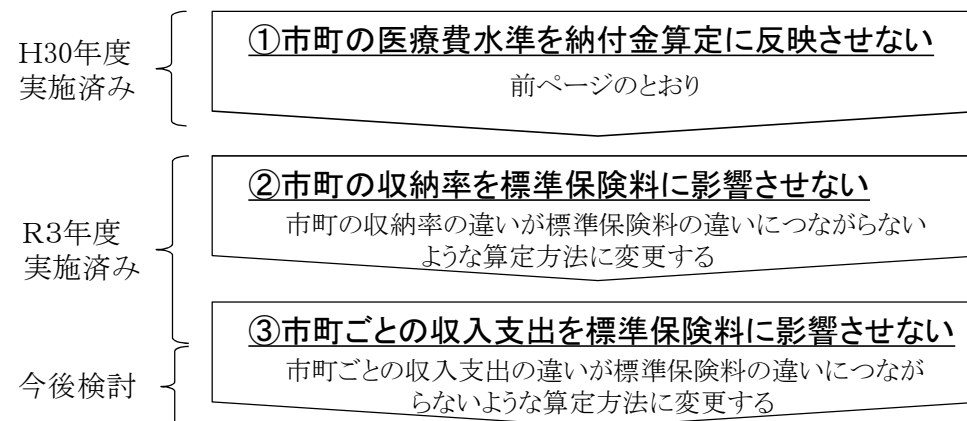 H30年度
実施済み
①市町の医療費水準を納付金算定に反映させない
前ページのとおり
R3年度
実施済み
②市町の収納率を標準保険料に影響させない
市町の収納率の違いが標準保険料の違いにつながらない
ような算定方法に変更する
③市町ごとの収入支出を標準保険料に影響させない
市町ごとの収入支出の違いが標準保険料の違いにつなが
らないような算定方法に変更する
今後検討